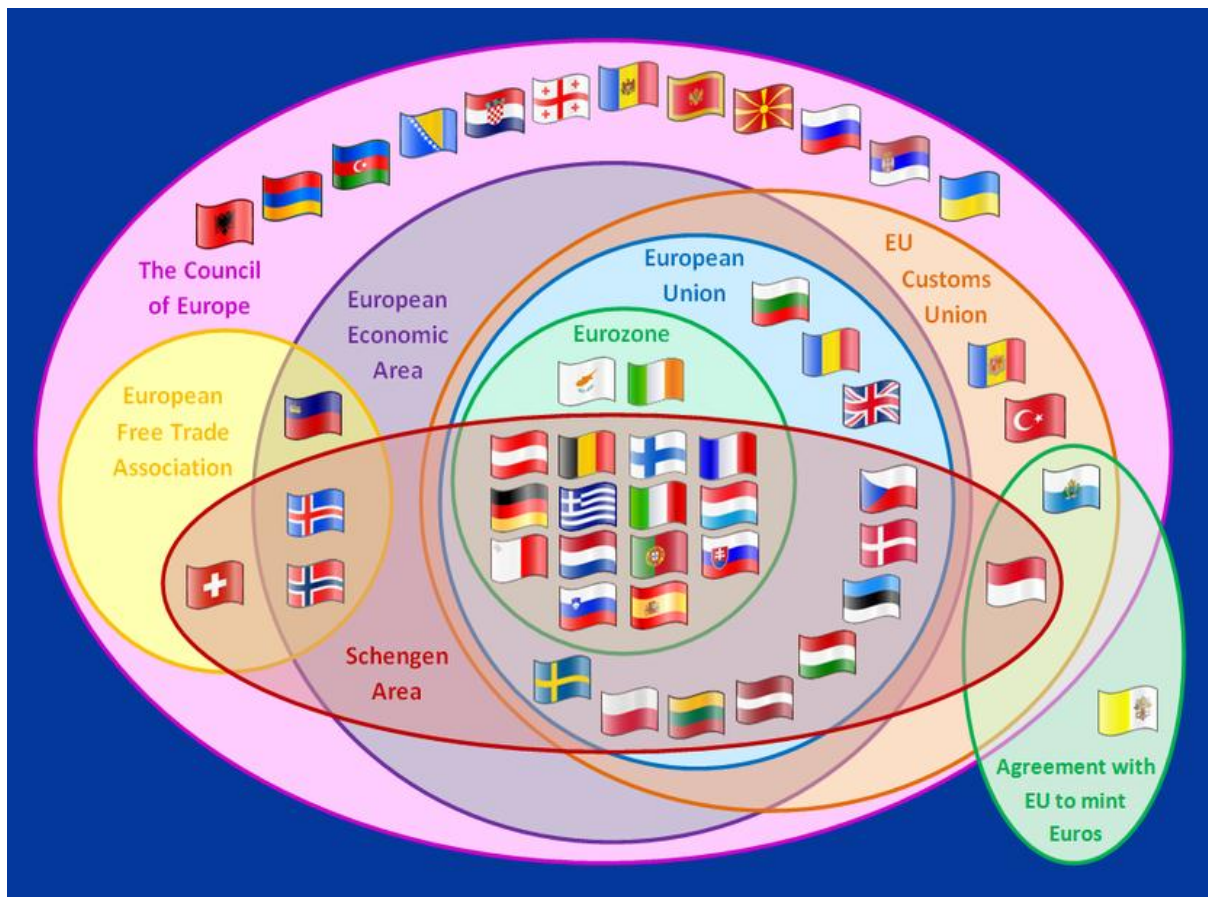 The Council
of Europe
European
Economic
Area
European
Union
EU
Customs
Union
Eurozone
European
Free Trade
Association
Schengen
Area
Agreement with
EU to mint
Euros